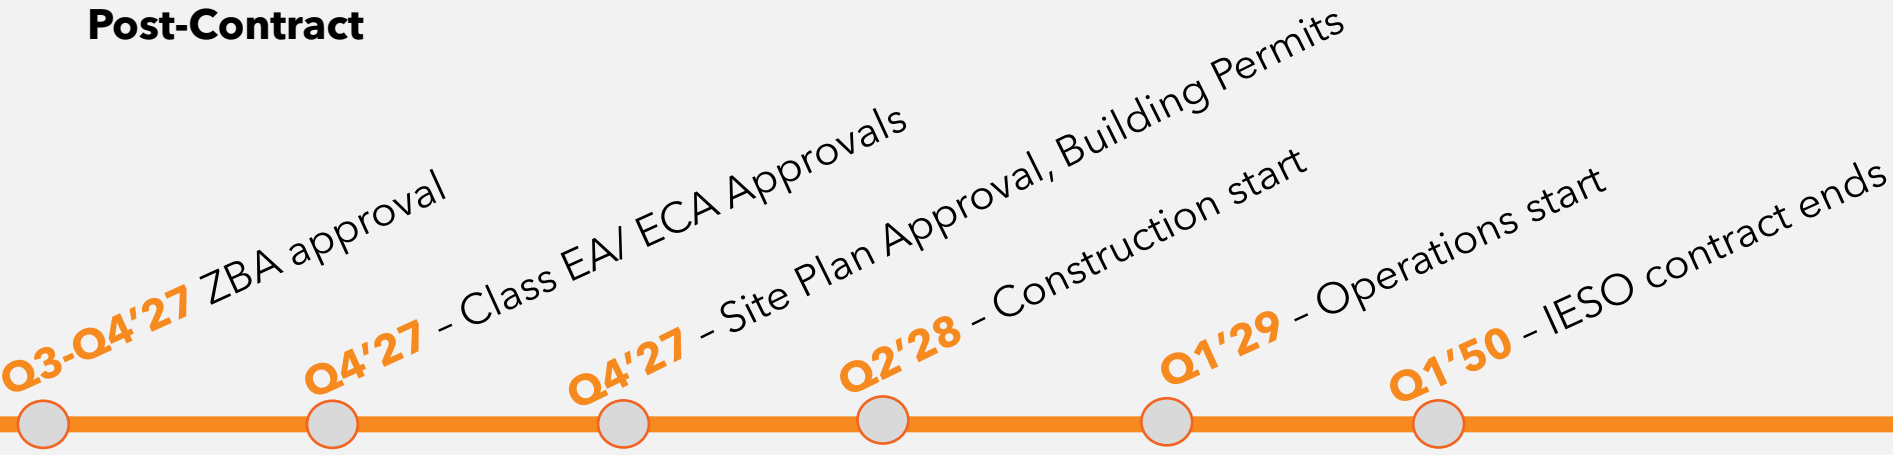 Post-Contract
Q3-Q4’27 ZBA approval
Q4’27 – Class EA/ ECA Approvals
Q4’27 – Site Plan Approval, Building Permits
Q2’28 – Construction start
Q1’29 – Operations start
Q1’50 – IESO contract ends